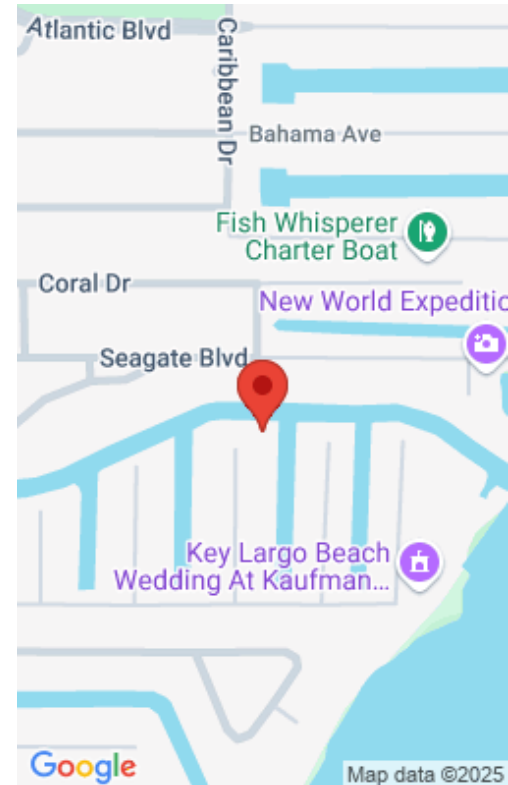 Atlantic Blvd
Caribbean Dr
Bahama Ave
Fish Whisperer
Charter Boat
Coral Dr
New World Expeditio
Seagate Blvd
Key Largo Beach
Wedding At Kaufman...
Google
Map data ©2025